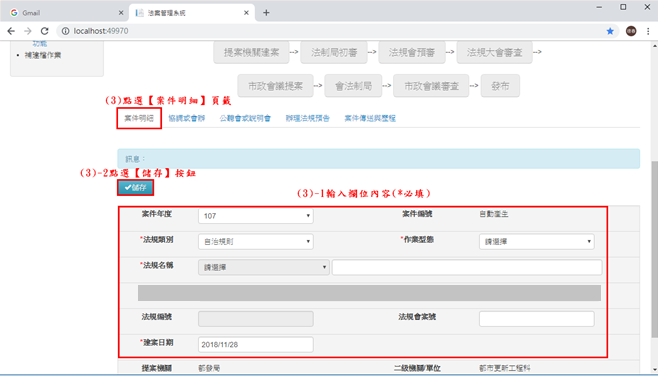 Gmail
法案管理系統
localhost:49970
功能
補建檔作業
提案機關建案 --> 法制局初審 --> 法規會預審 --> 法規大會審查 -->
市政會議提案 --> 會法制局 --> 市政會議審查 --> 發布
(3)點選【案件明細】頁籤
案件明細 協調或會辦 公聽會或說明會 辦理法規預告 案件傳送與歷程
訊息：
(3)-2點選【儲存】按鈕
儲存
(3)-1輸入欄位內容(*必填)
案件年度 107 案件編號 自動產生
*法規類別 自治規則 *作業型態 請選擇
*法規名稱 請選擇
法規編號 法規會案號
*建案日期 2018/11/28
提案機關 都發局 二級機關/單位 都市更新工程科